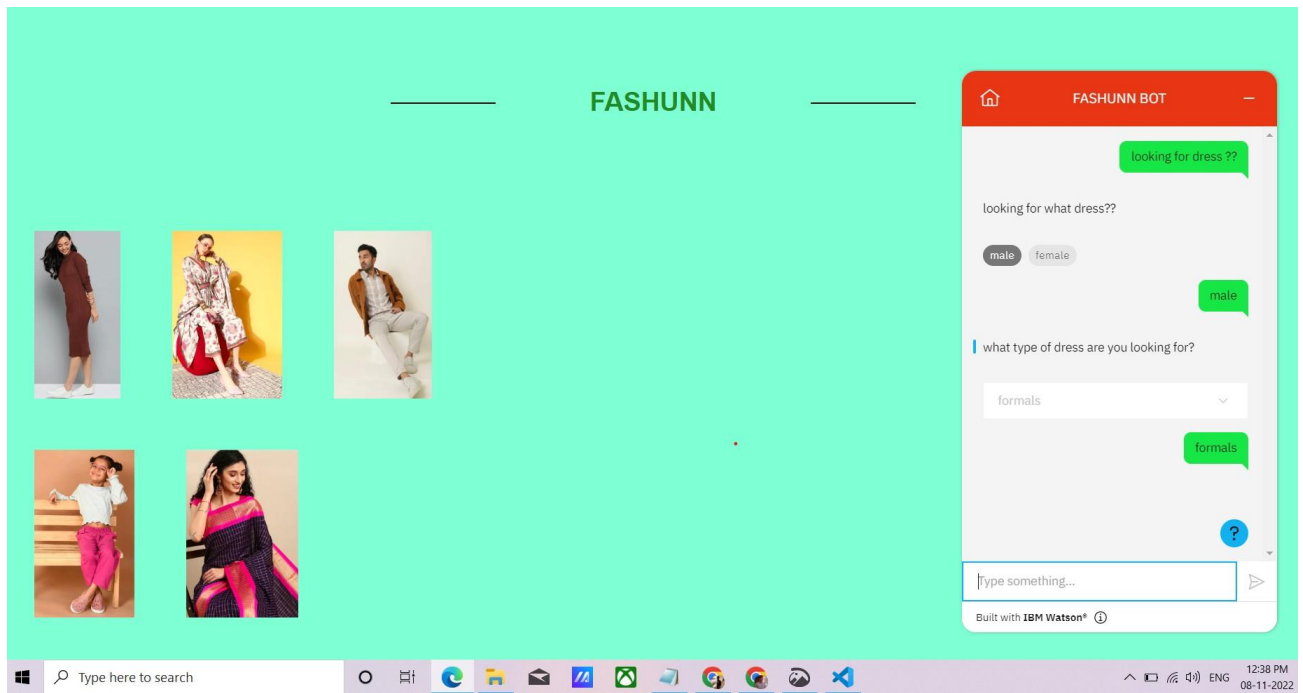 FASHUNN
FASHUNN BOT
looking for dress ??
looking for what dress??
male female
male
what type of dress are you looking for?
formals
formals
?
Type something...
Built with IBM Watson®
Type here to search
ENG
12:38 PM
08-11-2022